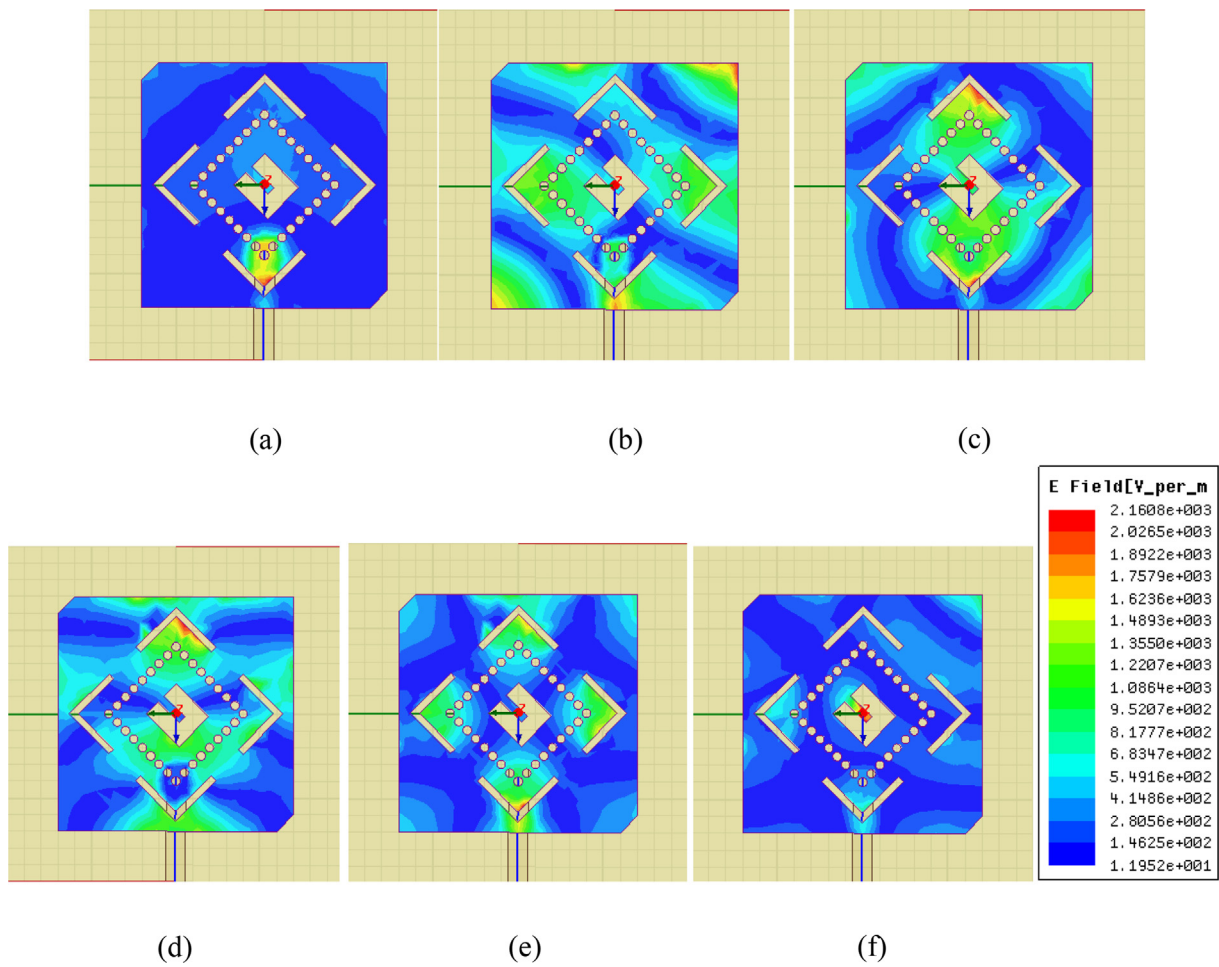 Z
Z
Z
(a)
(b)
(c)
E Field[V_per_m
2.1608e+003
2.0265e+003
1.8922e+003
1.7579e+003
1.6236e+003
1.4893e+003
1.3550e+003
1.2207e+003
1.0864e+003
9.5207e+002
8.1777e+002
6.8347e+002
5.4916e+002
4.1486e+002
2.8056e+002
1.4625e+002
1.1952e+001
Z
Z
Z
(d)
(e)
(f)